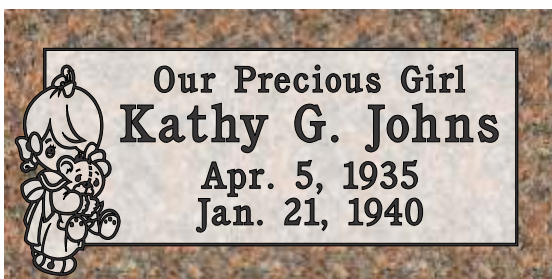 Our Precious Girl
Kathy G. Johns
Apr. 5, 1935
Jan. 21, 1940